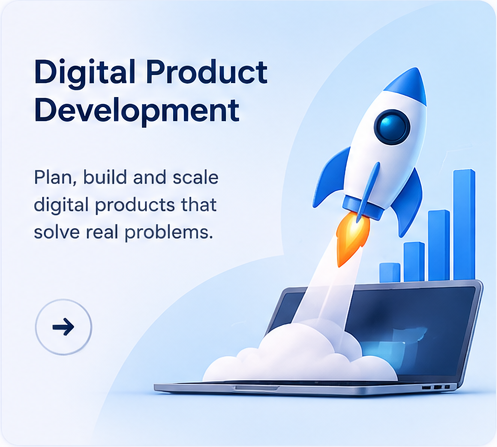 Digital Product
Development
Plan, build and scale
digital products that
solve real problems.